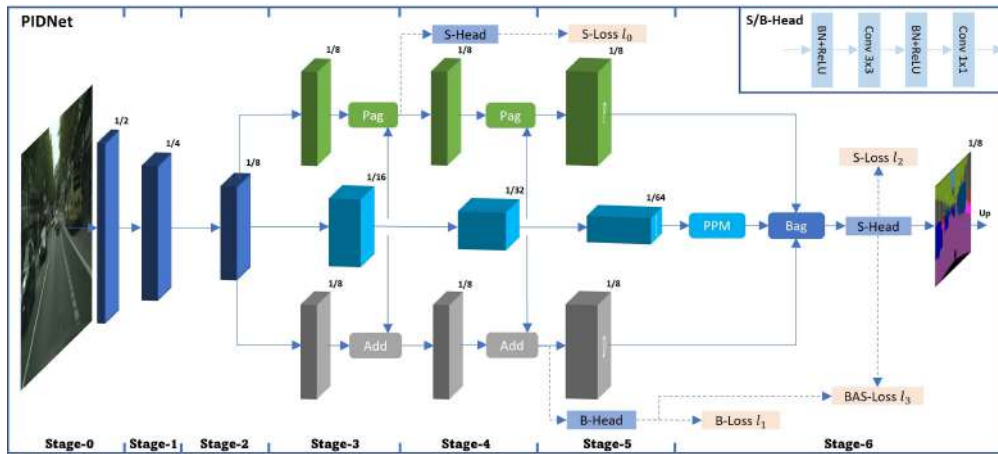 PIDNet
S/B-Head
BN+ReLU
Conv 3x3
BN+ReLU
Conv 1x1
S-Head
S-Loss l₀
1/2
1/4
1/8
1/8
Pag
1/8
Pag
1/8
1/16
1/32
1/64
PPM
Bag
S-Head
S-Loss l₂
1/8
Up
1/8
Add
1/8
Add
1/8
BAS-Loss l₃
B-Head
B-Loss l₁
Stage-0
Stage-1
Stage-2
Stage-3
Stage-4
Stage-5
Stage-6